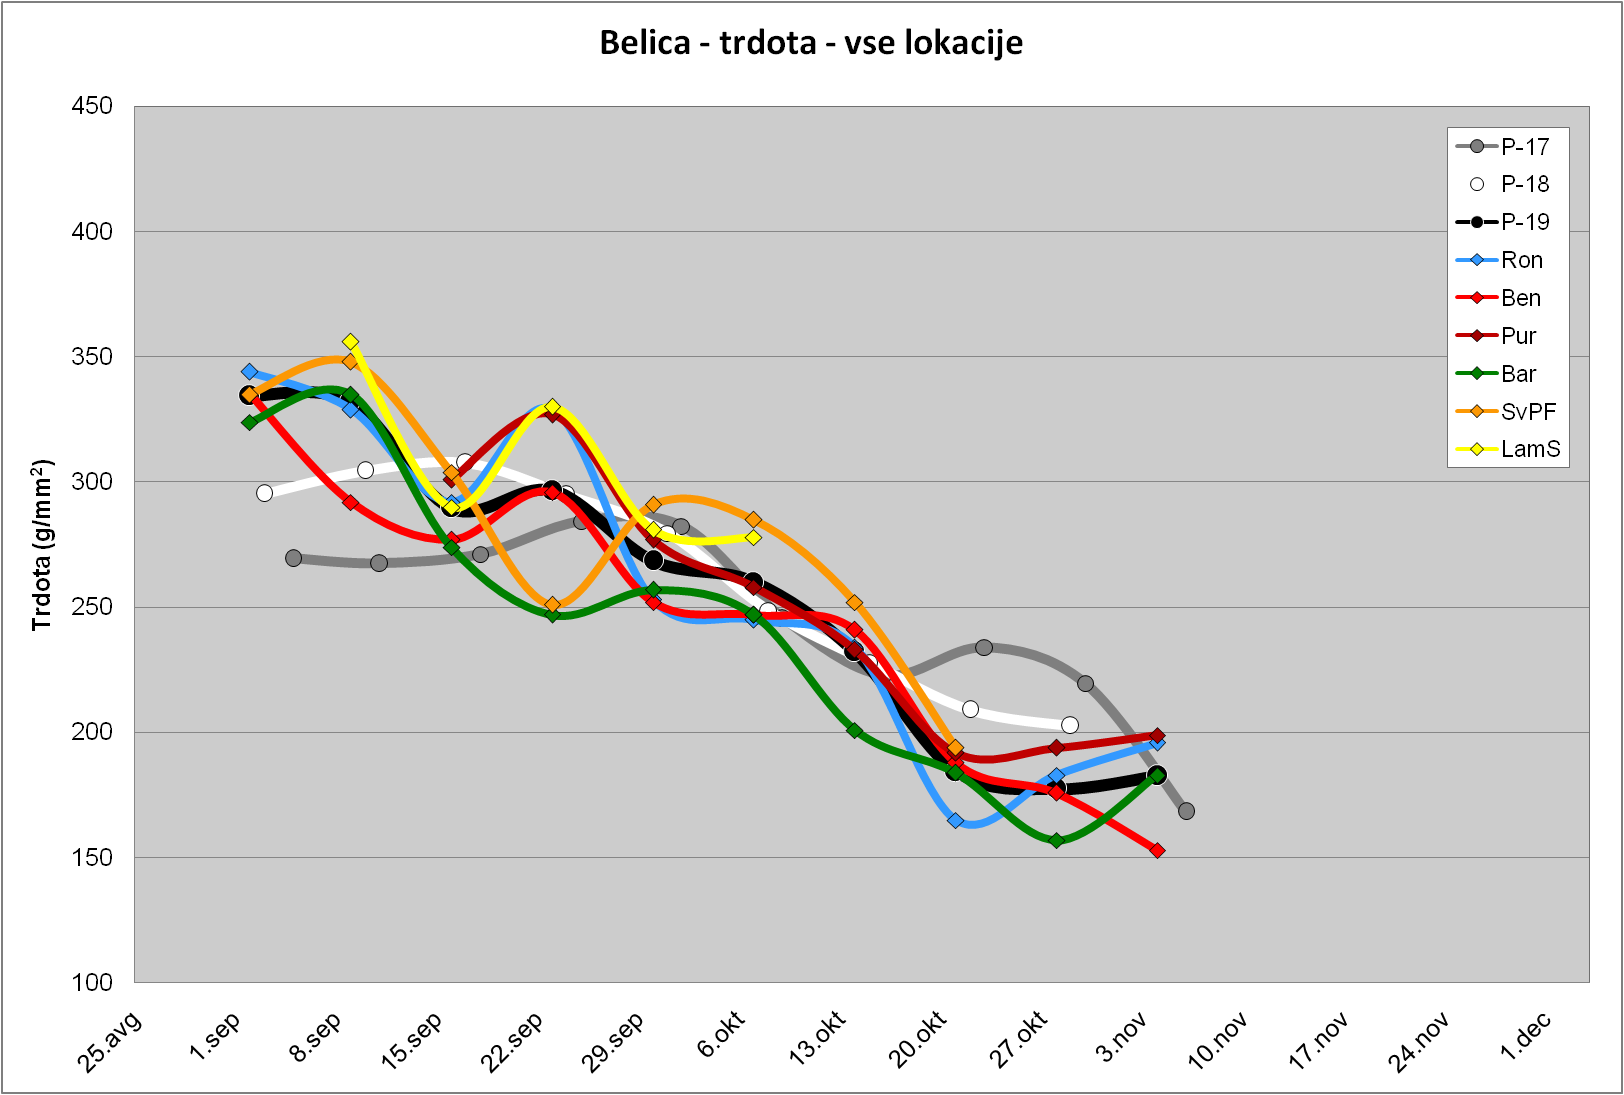 Belica - trdota - vse lokacije
Trdota (g/mm²)
450
400
350
300
250
200
150
100
25.avg
1.sep
8.sep
15.sep
22.sep
29.sep
6.okt
13.okt
20.okt
27.okt
3.nov
10.nov
17.nov
24.nov
1.dec
P-17
P-18
P-19
Ron
Ben
Pur
Bar
SvPF
LamS